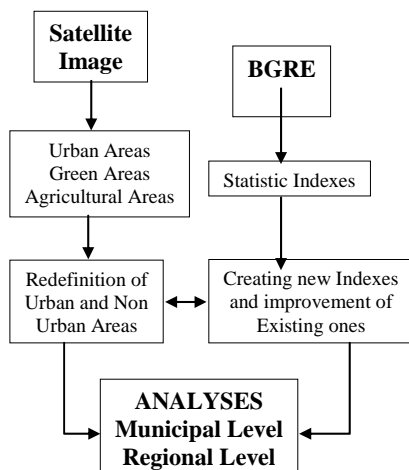 Satellite
Image
BGRE
Urban Areas
Green Areas
Agricultural Areas
Statistic Indexes
Redefinition of
Urban and Non
Urban Areas
Creating new Indexes
and improvement of
Existing ones
ANALYSES
Municipal Level
Regional Level